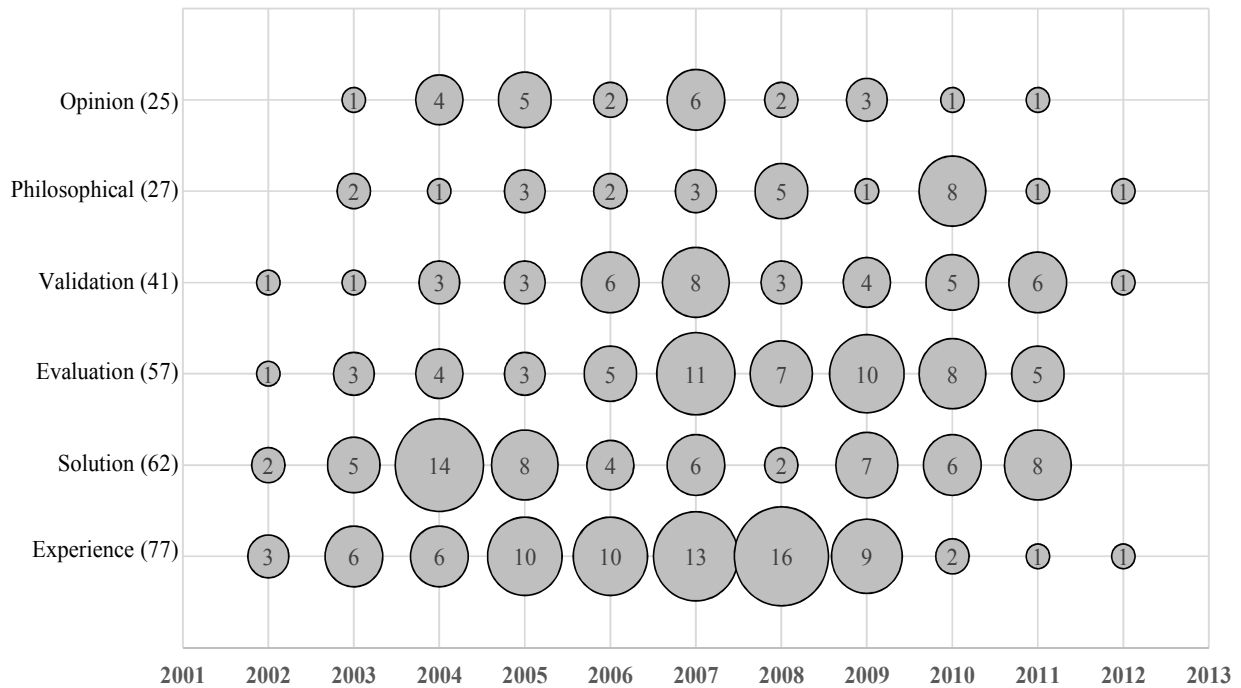 Opinion (25) 1 4 5 2 6 2 3 1 1
Philosophical (27) 2 1 3 2 3 5 1 8 1 1
Validation (41) 1 1 3 3 6 8 3 4 5 6 1
Evaluation (57) 1 3 4 3 5 11 7 10 8 5
Solution (62) 2 5 14 8 4 6 2 7 6 8
Experience (77) 3 6 6 10 10 13 16 9 2 1 1
2001 2002 2003 2004 2005 2006 2007 2008 2009 2010 2011 2012 2013